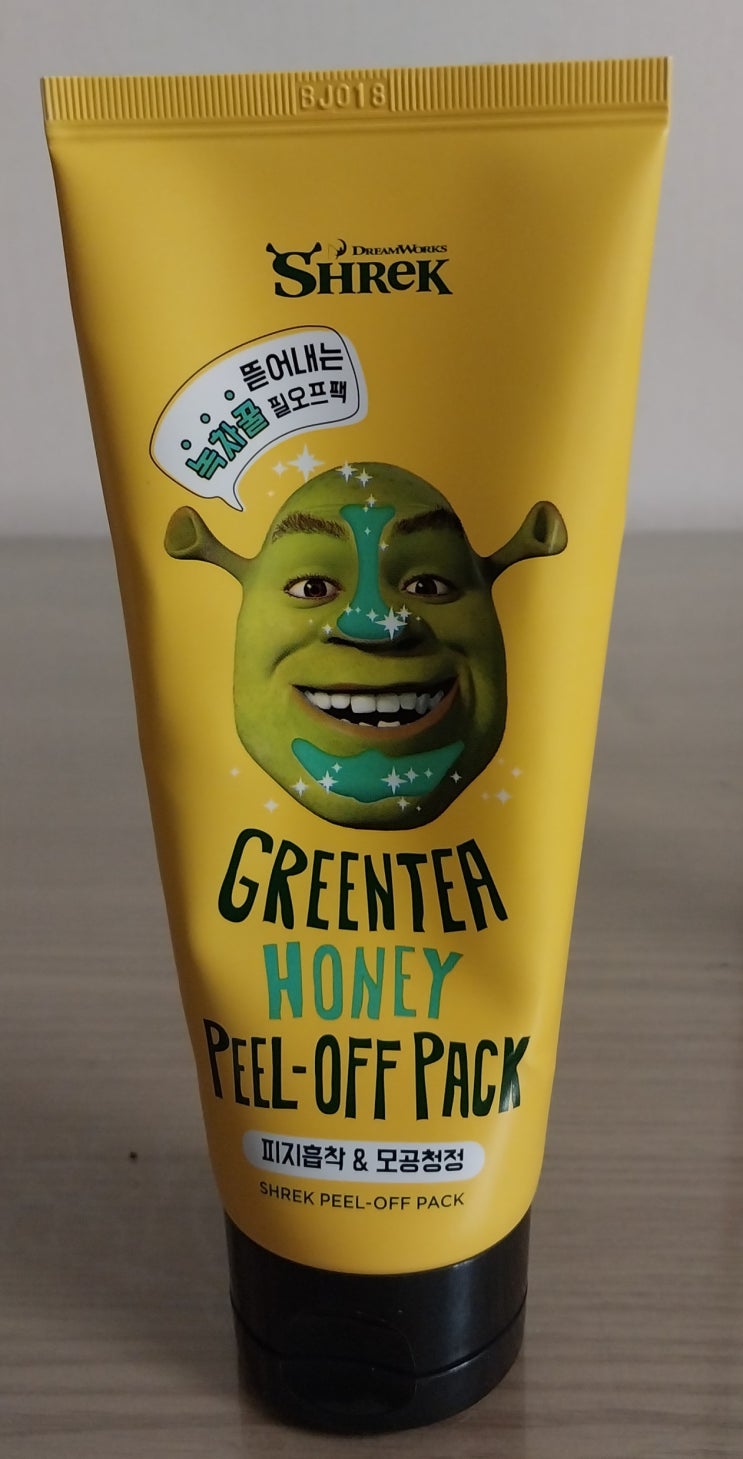 BJ018
DREAMWORKS
SHREK
뜯어내는
녹차꿀 필오프팩
GREENTEA
HONEY
PEEL-OFF PACK
피지흡착 & 모공청정
SHREK PEEL-OFF PACK